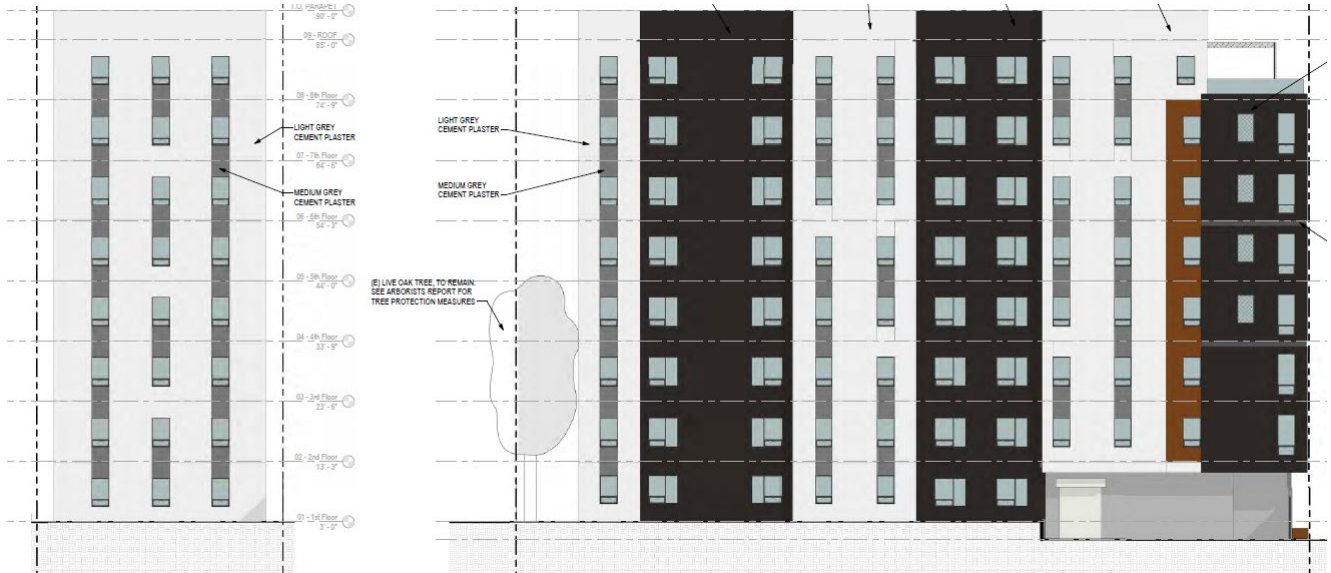 T.O. PARAPET
90' - 0"
09 - ROOF
85' - 0"
08 - 8th Floor
74' - 9"
LIGHT GREY
CEMENT PLASTER
07 - 7th Floor
64' - 6"
MEDIUM GREY
CEMENT PLASTER
06 - 6th Floor
54' - 3"
05 - 5th Floor
44' - 0"
04 - 4th Floor
33' - 9"
03 - 3rd Floor
23' - 6"
02 - 2nd Floor
13' - 3"
01 - 1st Floor
3' - 0"
LIGHT GREY
CEMENT PLASTER
MEDIUM GREY
CEMENT PLASTER
(E) LIVE OAK TREE, TO REMAIN.
SEE ARBORISTS REPORT FOR
TREE PROTECTION MEASURES